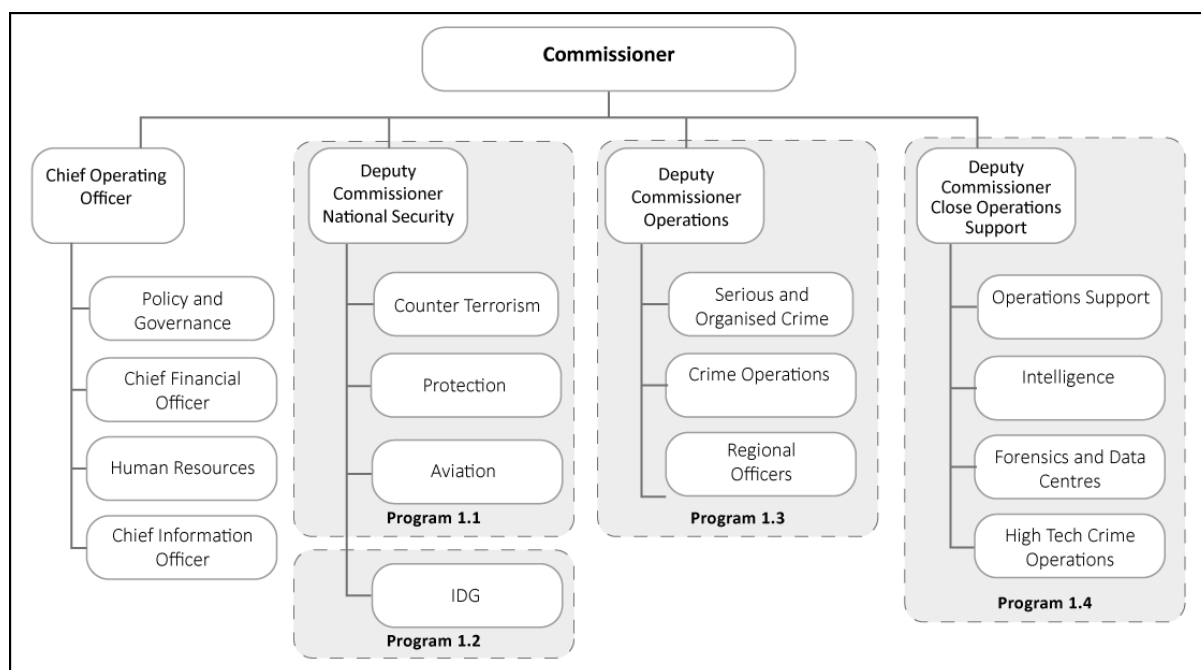 Commissioner
Chief Operating
Officer
Policy and
Governance
Chief Financial
Officer
Human Resources
Chief Information
Officer
Deputy
Commissioner
National Security
Counter Terrorism
Protection
Aviation
Program 1.1
IDG
Program 1.2
Deputy
Commissioner
Operations
Serious and
Organised Crime
Crime Operations
Regional
Officers
Program 1.3
Deputy
Commissioner
Close Operations
Support
Operations Support
Intelligence
Forensics and Data
Centres
High Tech Crime
Operations
Program 1.4